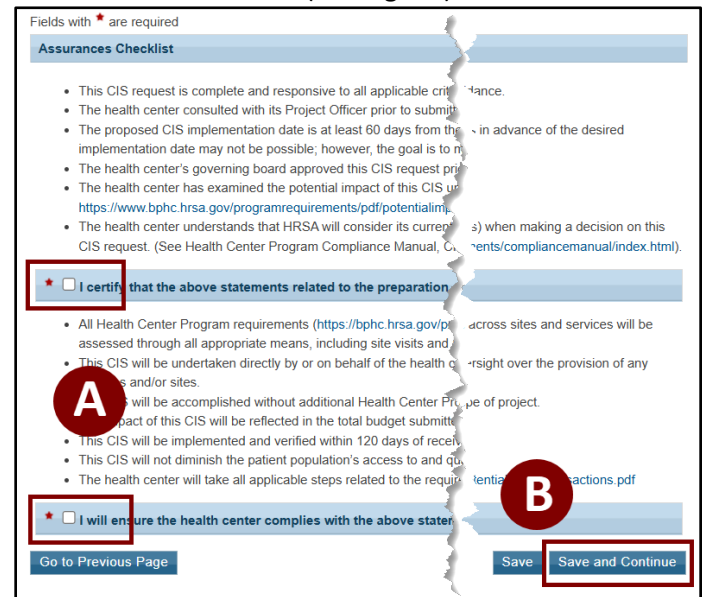 Fields with * are required
Assurances Checklist
• This CIS request is complete and responsive to all applicable crit dance.
• The health center consulted with its Project Officer prior to submitt
• The proposed CIS implementation date is at least 60 days from the s in advance of the desired
implementation date may not be possible; however, the goal is to m
• The health center's governing board approved this CIS request pri
• The health center has examined the potential impact of this CIS u
https://www.bphc.hrsa.gov/programrequirements/pdf/potentialimp
• The health center understands that HRSA will consider its current s) when making a decision on this
CIS request. (See Health Center Program Compliance Manual, C ents/compliancemanual/index.html).
* I certify that the above statements related to the preparation
• All Health Center Program requirements (https://bphc.hrsa.gov/pr across sites and services will be
assessed through all appropriate means, including site visits and
• This CIS will be undertaken directly by or on behalf of the health c ersight over the provision of any
s and/or sites.
A
will be accomplished without additional Health Center Pro pe of project.
pact of this CIS will be reflected in the total budget submitte
• This CIS will be implemented and verified within 120 days of recei
• This CIS will not diminish the patient population's access to and qu
• The health center will take all applicable steps related to the requir tential sactions.pdf
B
* I will ensure the health center complies with the above stater
Go to Previous Page
Save
Save and Continue